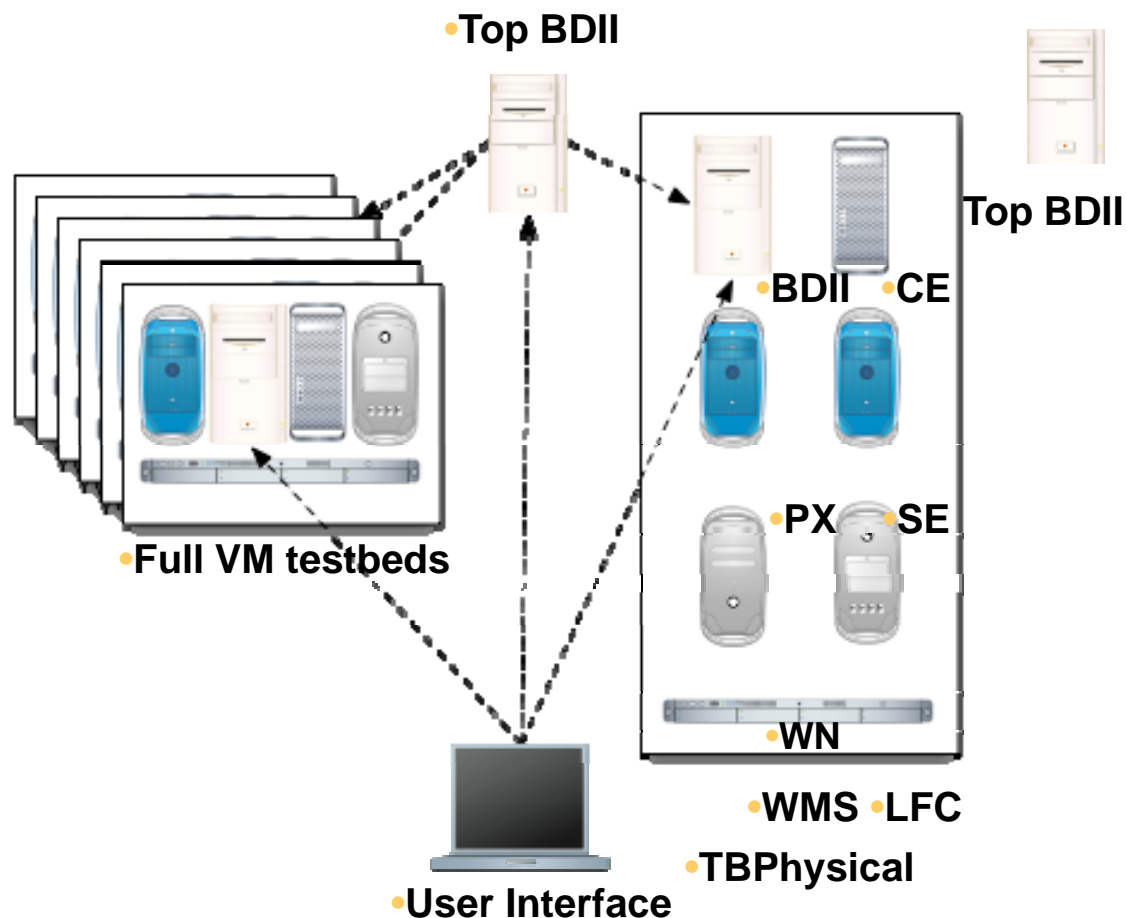 •Top BDII
Top BDII
•BDII •CE
•PX •SE
•Full VM testbeds
•WN
•WMS •LFC
•TBPhysical
•User Interface